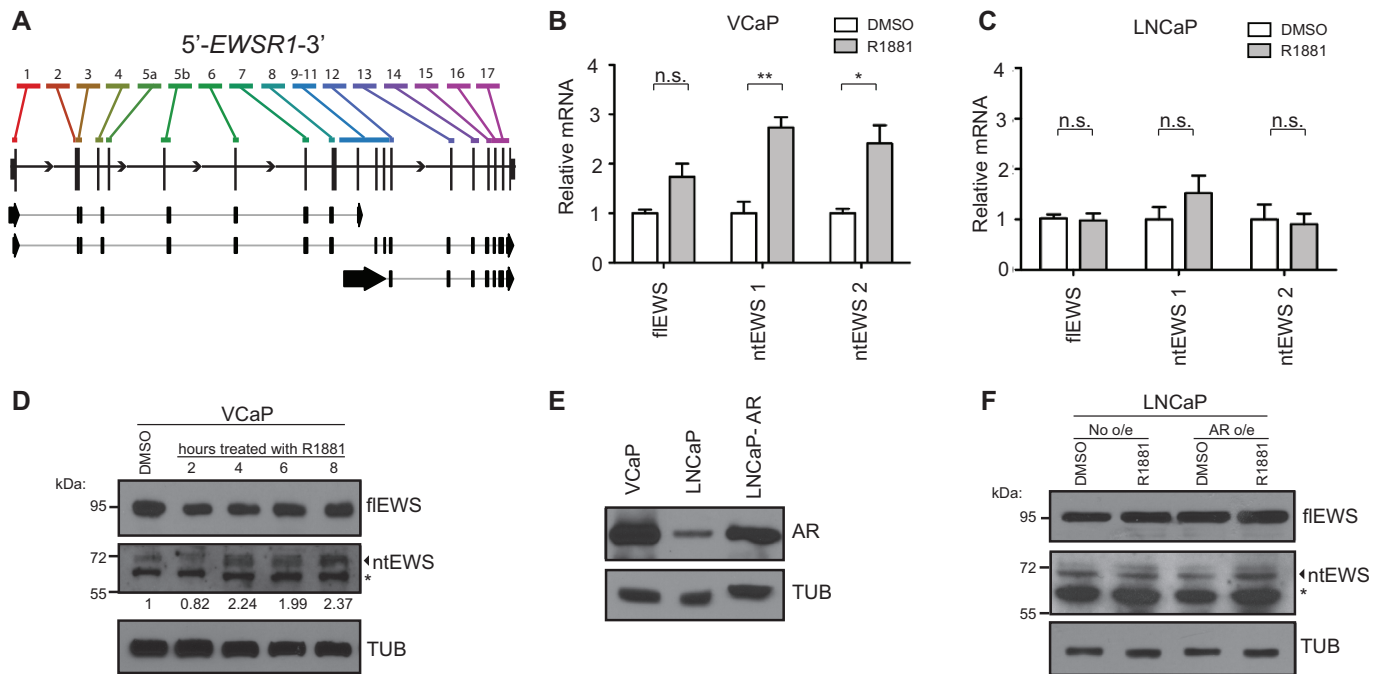 A
5'-EWSR1-3'
1 2 3 4 5a 5b 6 7 8 9-11 12 13 14 15 16 17
B
VCaP
DMSO
R1881
Relative mRNA
4
3
2
1
0
n.s.
**
*
flEWS
ntEWS 1
ntEWS 2
C
LNCaP
DMSO
R1881
Relative mRNA
4
3
2
1
0
n.s.
n.s.
n.s.
flEWS
ntEWS 1
ntEWS 2
D
VCaP
DMSO
hours treated with R1881
2 4 6 8
kDa:
95
flEWS
72
ntEWS
*
55
1 0.82 2.24 1.99 2.37
TUB
E
VCaP
LNCaP
LNCaP- AR
AR
TUB
F
LNCaP
No o/e
AR o/e
DMSO
R1881
DMSO
R1881
kDa:
95
flEWS
72
ntEWS
*
55
TUB